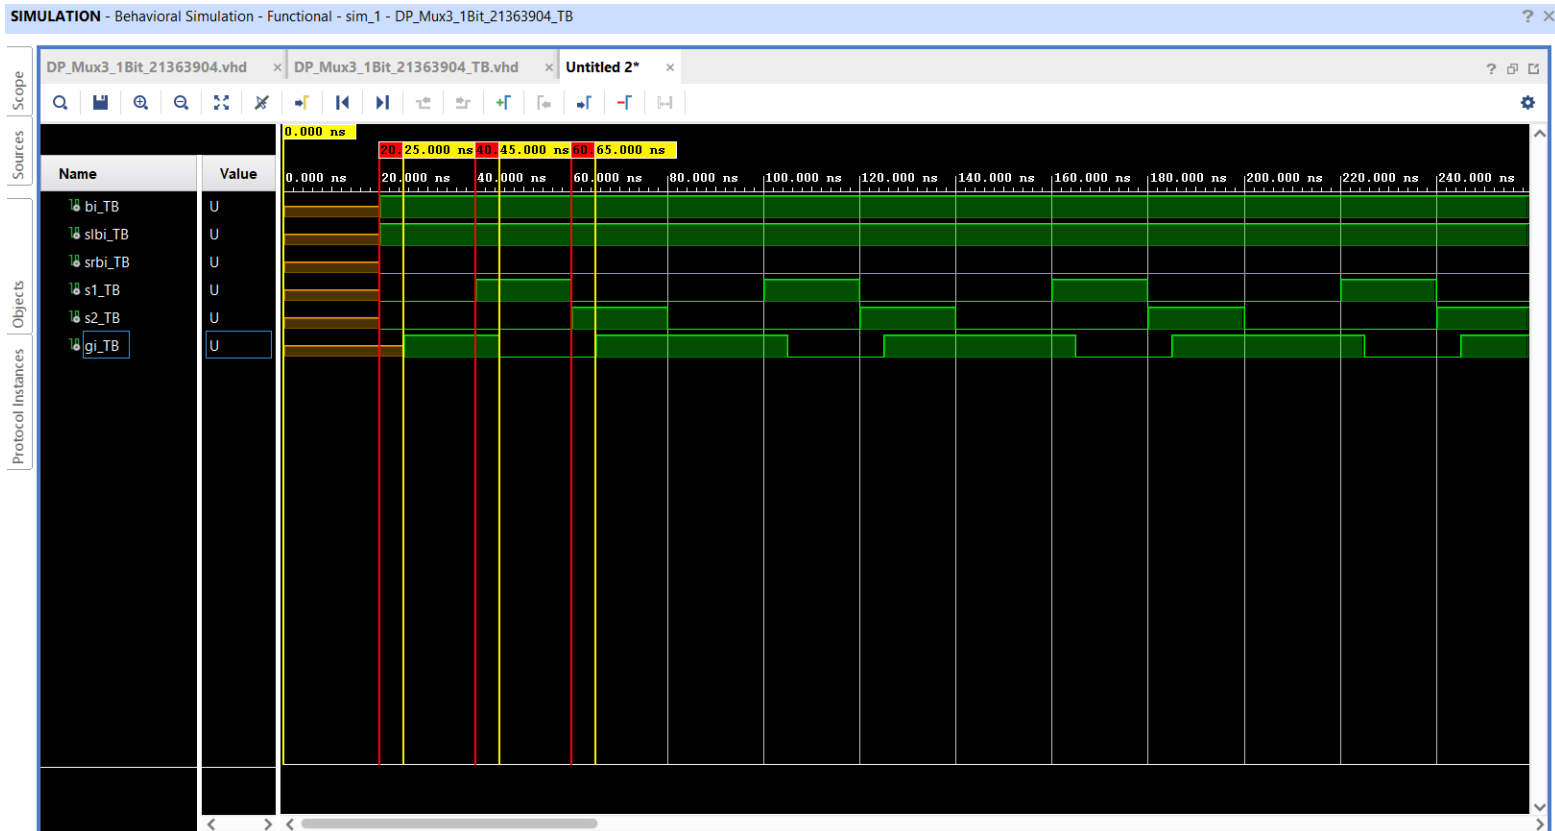 SIMULATION - Behavioral Simulation - Functional - sim_1 - DP_Mux3_1Bit_21363904_TB ? ×
DP_Mux3_1Bit_21363904.vhd × DP_Mux3_1Bit_21363904_TB.vhd × Untitled 2* × ?
Scope
Sources
Objects
Protocol Instances
0.000 ns
20. 25.000 ns 40. 45.000 ns 60. 65.000 ns
Name Value 0.000 ns 20.000 ns 40.000 ns 60.000 ns 80.000 ns 100.000 ns 120.000 ns 140.000 ns 160.000 ns 180.000 ns 200.000 ns 220.000 ns 240.000 ns
bi_TB U
slbi_TB U
srbi_TB U
s1_TB U
s2_TB U
gi_TB U